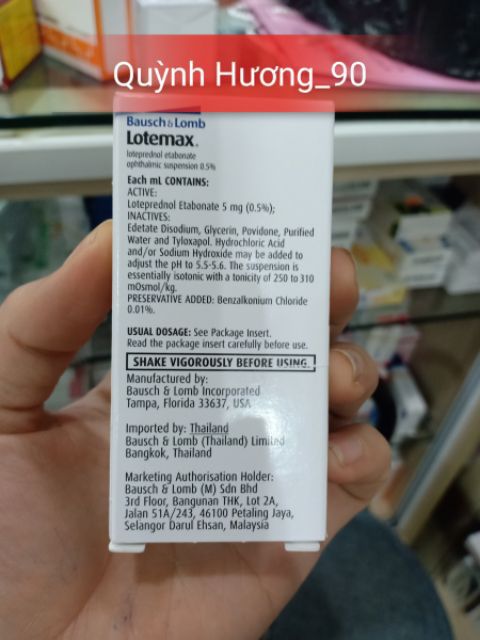 Quỳnh Hương_90
Bausch & Lomb
Lotemax®
loteprednol etabonate
ophthalmic suspension 0.5%
Each mL CONTAINS:
ACTIVE:
Loteprednol Etabonate 5 mg (0.5%);
INACTIVES:
Edetate Disodium, Glycerin, Povidone, Purified
Water and Tyloxapol. Hydrochloric Acid
and/or Sodium Hydroxide may be added to
adjust the pH to 5.5-5.6. The suspension is
essentially isotonic with a tonicity of 250 to 310
mOsmol/kg.
PRESERVATIVE ADDED: Benzalkonium Chloride
0.01%.
USUAL DOSAGE: See Package Insert.
Read the package insert carefully before use.
SHAKE VIGOROUSLY BEFORE USING.
Manufactured by:
Bausch & Lomb Incorporated
Tampa, Florida 33637, USA
Imported by: Thailand
Bausch & Lomb (Thailand) Limited
Bangkok, Thailand
Marketing Authorisation Holder:
Bausch & Lomb (M) Sdn Bhd
3rd Floor, Bangunan THK, Lot 2A,
Jalan 51A/243, 46100 Petaling Jaya,
Selangor Darul Ehsan, Malaysia